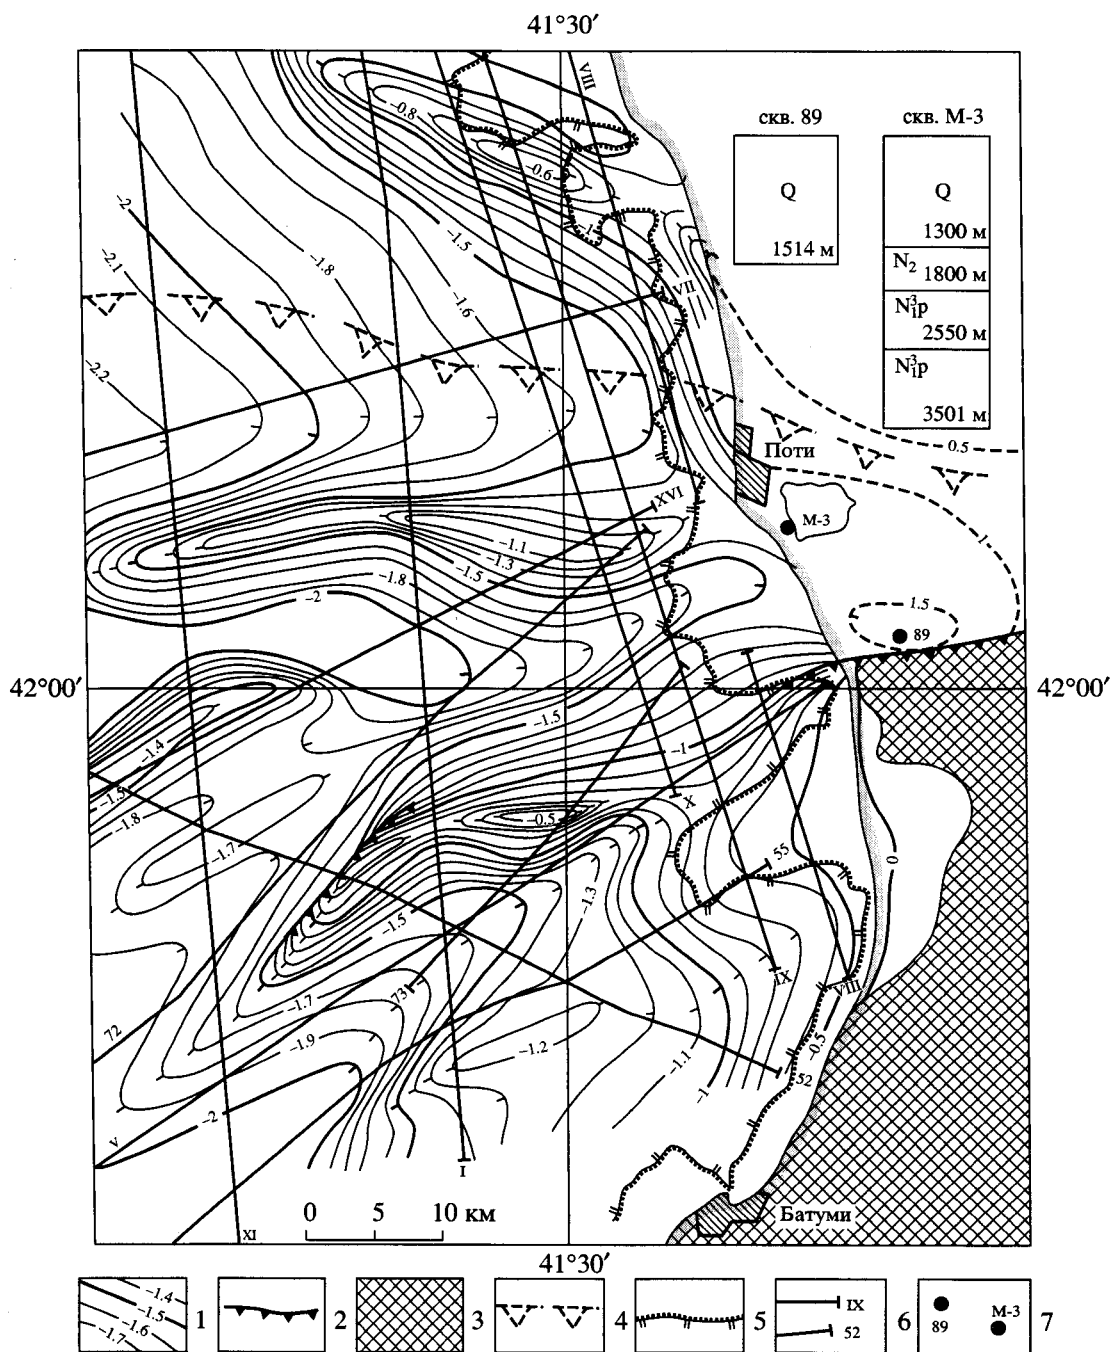 41°30′
VIII
скв. 89
скв. М-3
−0.8
−0.6
Q
Q
1514 м
1300 м
N₂ 1800 м
N₁³p
2550 м
N₁³p
3501 м
−2
−1
−1.5
−2.1
−1.8
−1.6
VII
−2.2
0.5
Поти
XVI
М-3
1
−1.1
−1.3
−1.5
−1.8
−2
1.5
89
42°00′
42°00′
−1.5
−1.4
−1
−1.5
−1.8
X
−0.5
−1.7
55
0
−1.3
−1.5
IX
VIII
73
−1.7
72
−1.9
−0.5
−1.2
−1.1
52
−1
−2
V
I
0 5 10 км
Батуми
XI
41°30′
−1.4
−1.5
−1.6
−1.7
1
2
3
4
5
IX
52
6
89
М-3
7